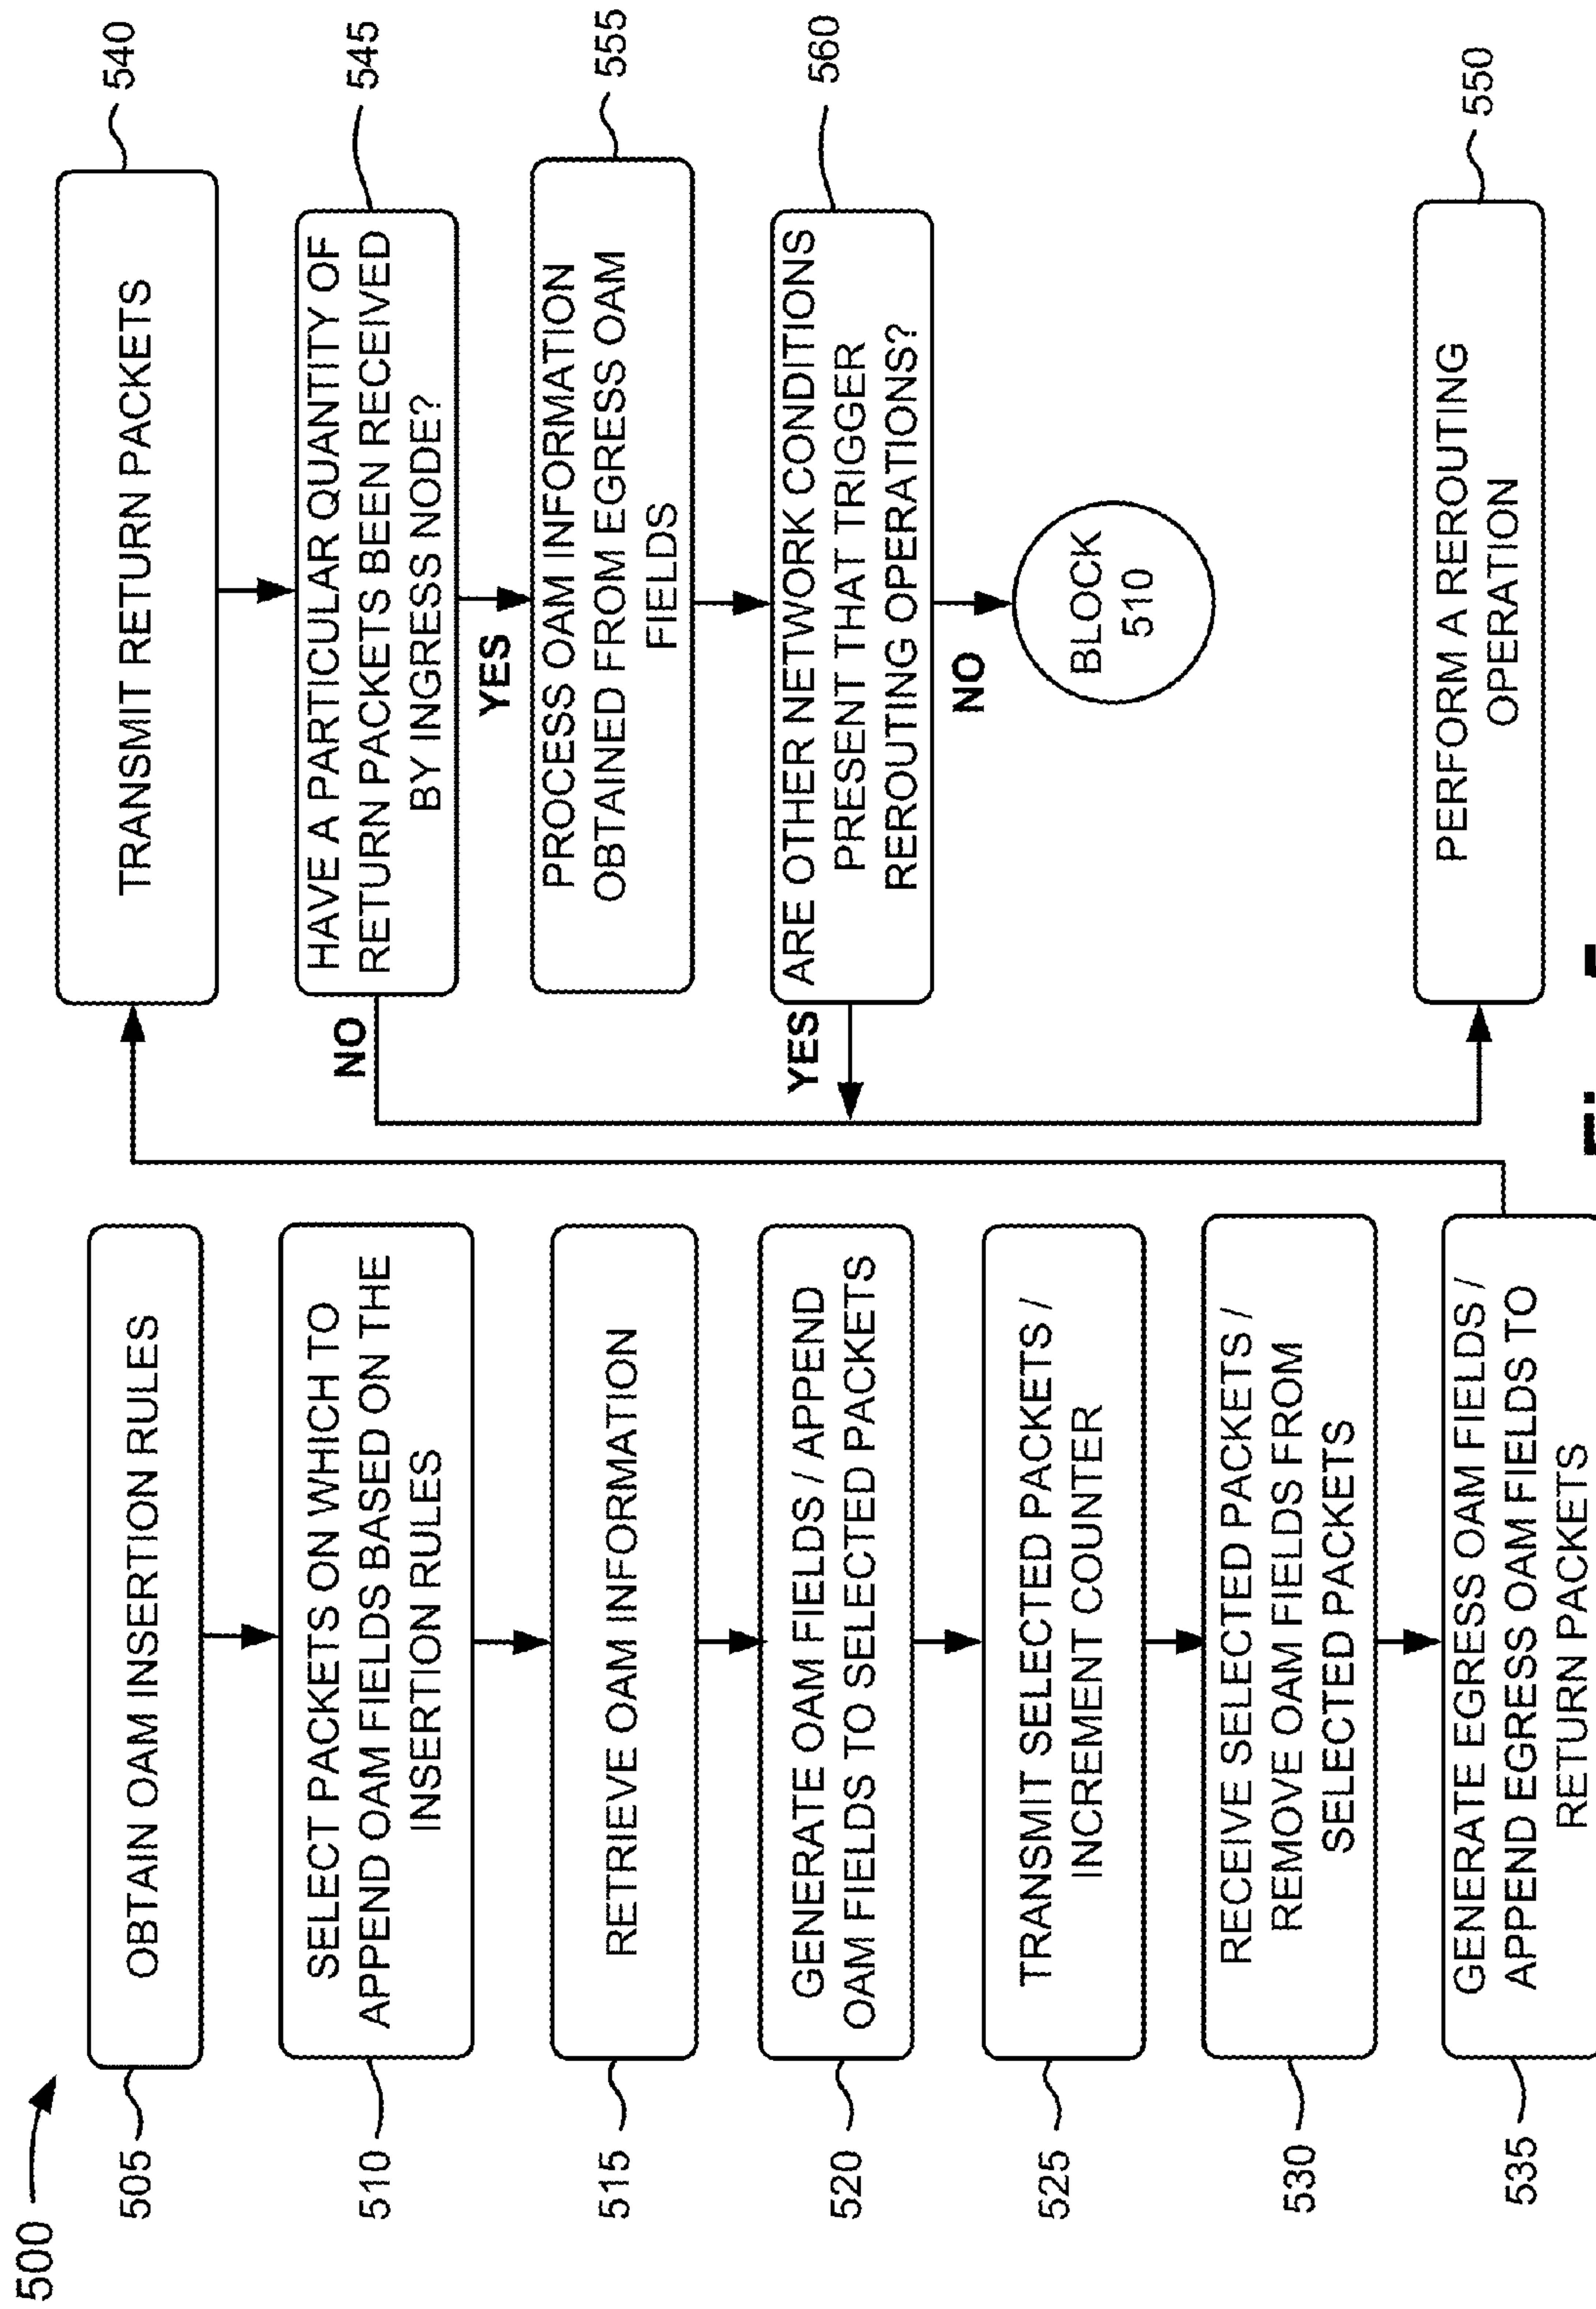 500
505
OBTAIN OAM INSERTION RULES
510
SELECT PACKETS ON WHICH TO
APPEND OAM FIELDS BASED ON THE
INSERTION RULES
515
RETRIEVE OAM INFORMATION
520
GENERATE OAM FIELDS / APPEND
OAM FIELDS TO SELECTED PACKETS
525
TRANSMIT SELECTED PACKETS /
INCREMENT COUNTER
530
RECEIVE SELECTED PACKETS /
REMOVE OAM FIELDS FROM
SELECTED PACKETS
535
GENERATE EGRESS OAM FIELDS /
APPEND EGRESS OAM FIELDS TO
RETURN PACKETS
540
TRANSMIT RETURN PACKETS
545
HAVE A PARTICULAR QUANTITY OF
RETURN PACKETS BEEN RECEIVED
BY INGRESS NODE?
NO
YES
555
PROCESS OAM INFORMATION
OBTAINED FROM EGRESS OAM
FIELDS
560
ARE OTHER NETWORK CONDITIONS
PRESENT THAT TRIGGER
REROUTING OPERATIONS?
YES
NO
BLOCK
510
550
PERFORM A REROUTING
OPERATION